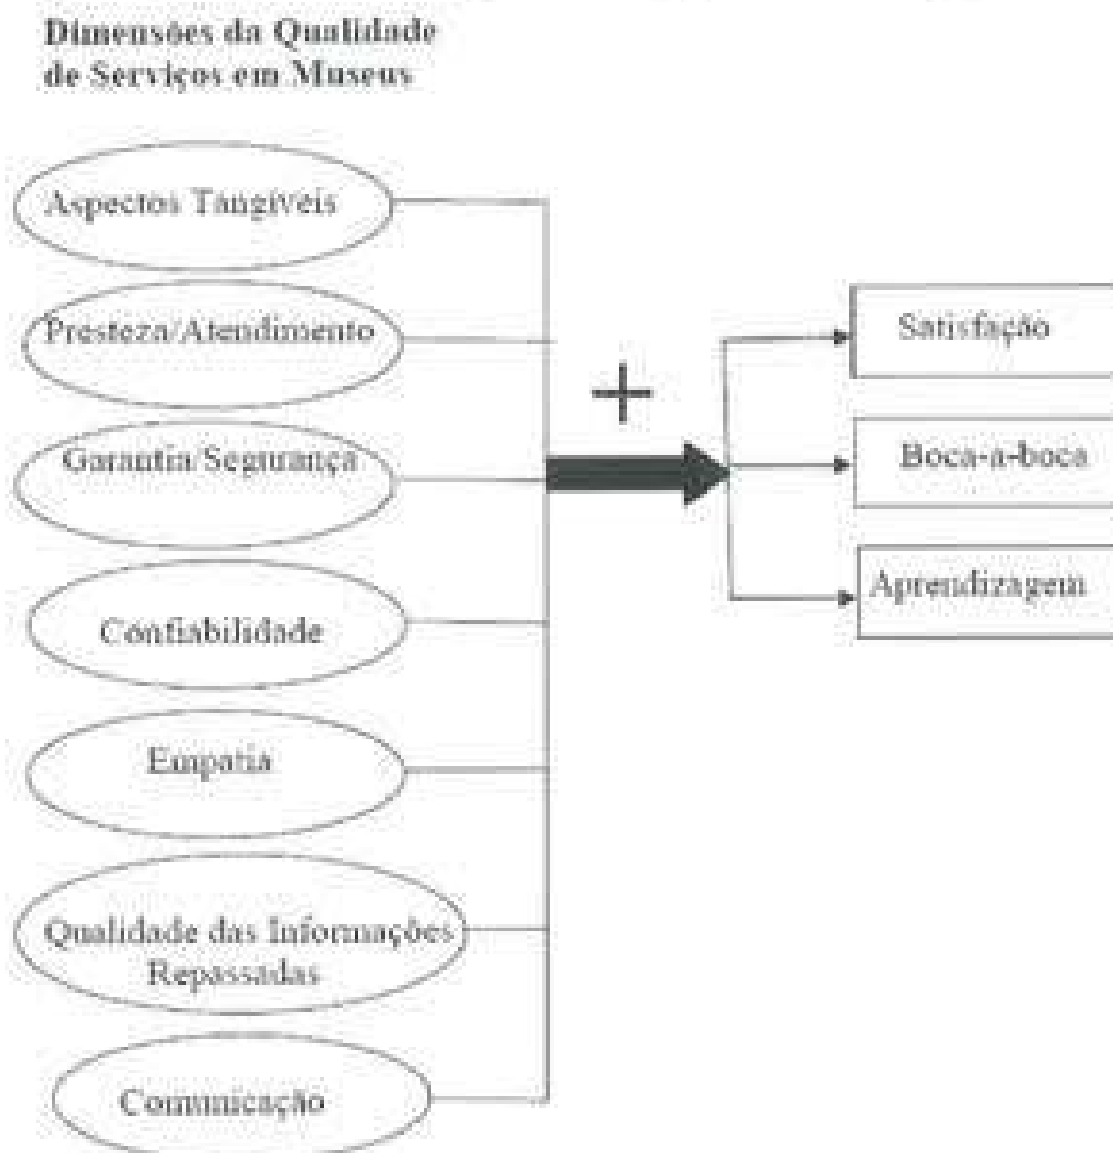 Dimensões da Qualidade
de Serviços em Museus
Aspectos Tangíveis
Presteza/Atendimento
Garantia/Segurança
Confiabilidade
Empatia
Qualidade das Informações
Repassadas
Comunicação
+
Satisfação
Boca-a-boca
Aprendizagem